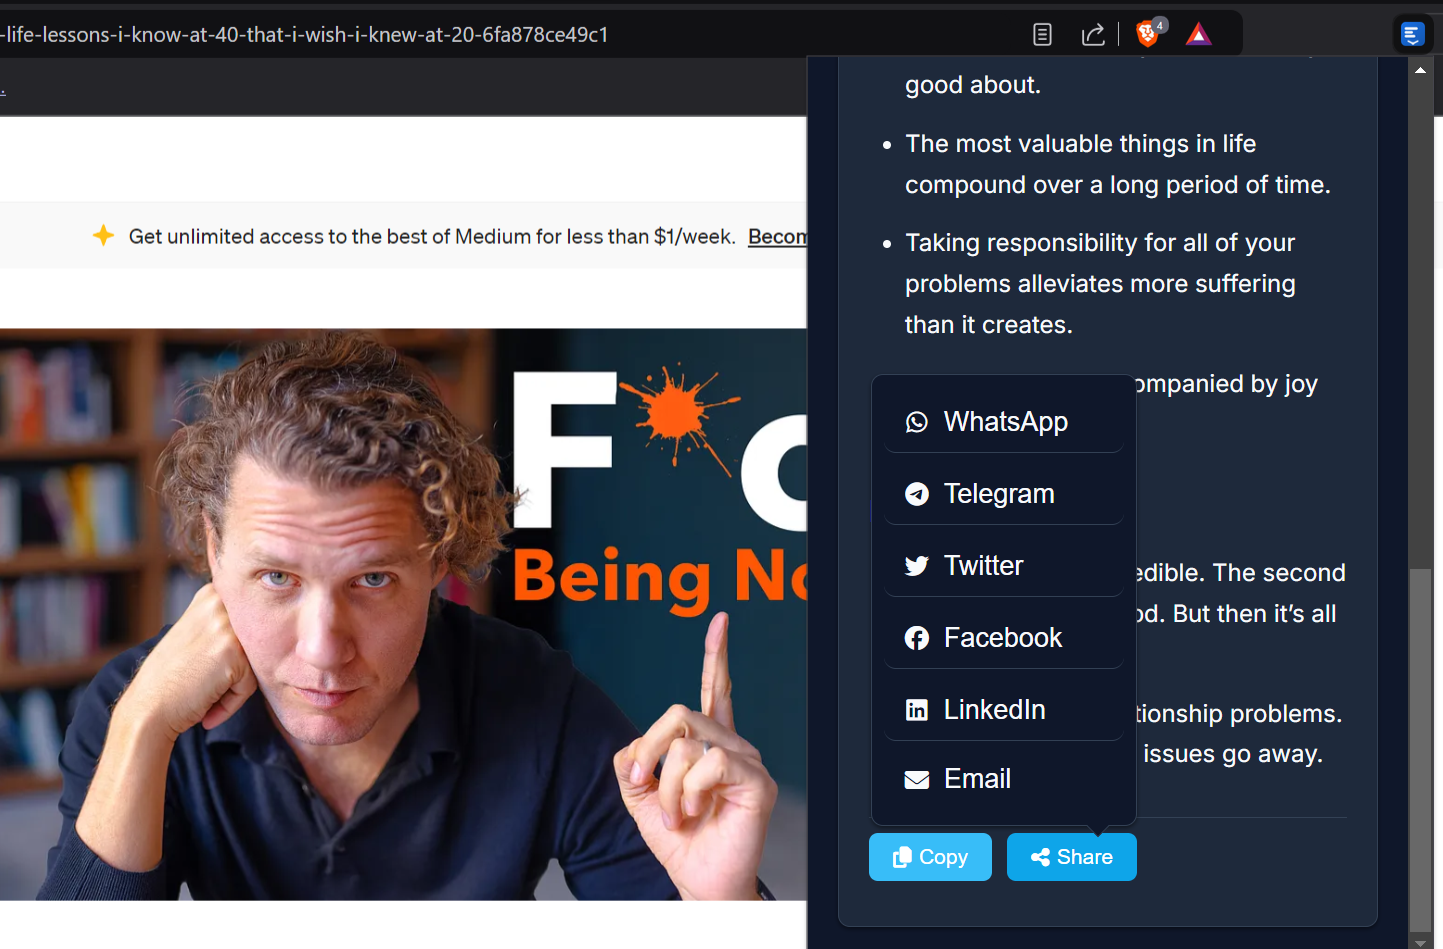 -life-lessons-i-know-at-40-that-i-wish-i-knew-at-20-6fa878ce49c1
4
good about.
The most valuable things in life
compound over a long period of time.
Get unlimited access to the best of Medium for less than $1/week. Becom
Taking responsibility for all of your
problems alleviates more suffering
than it creates.
ompanied by joy
F
c
Being No
WhatsApp
Telegram
Twitter
Facebook
LinkedIn
Email
edible. The second
od. But then it’s all
tionship problems.
issues go away.
Copy
Share